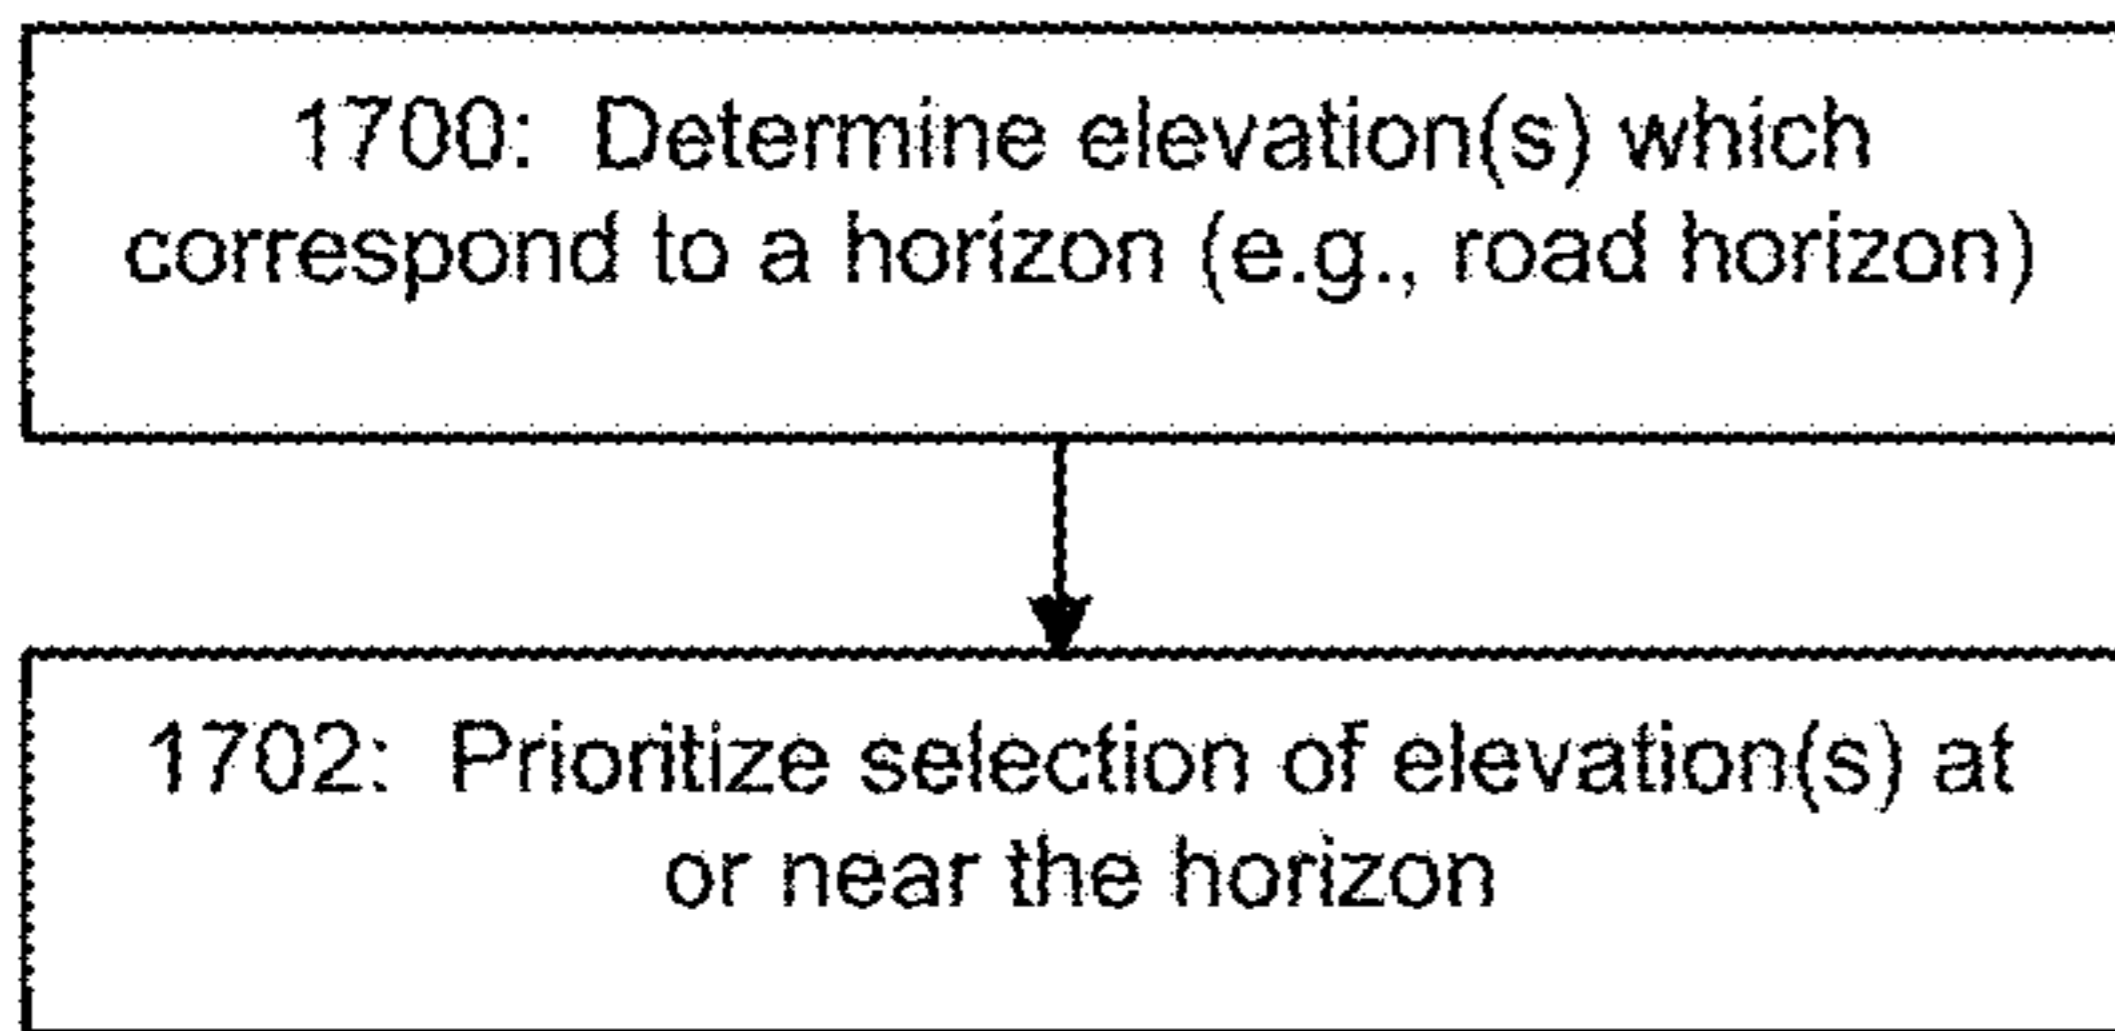 1700: Determine elevation(s) which
correspond to a horizon (e.g., road horizon)
1702: Prioritize selection of elevation(s) at
or near the horizon